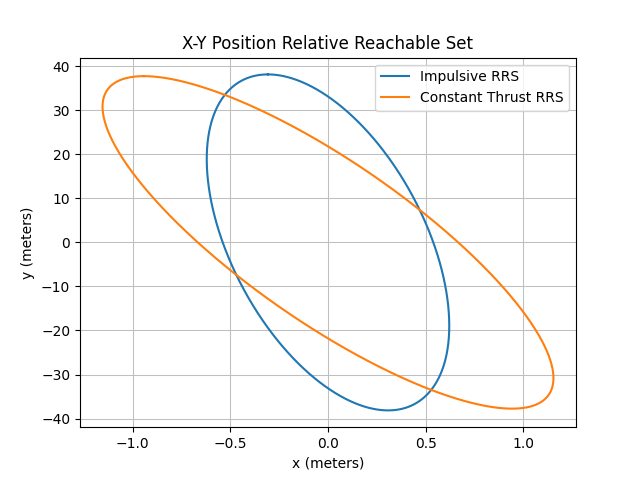 X-Y Position Relative Reachable Set
Impulsive RRS
Constant Thrust RRS
y (meters)
40
30
20
10
0
−10
−20
−30
−40
−1.0
−0.5
0.0
0.5
1.0
x (meters)